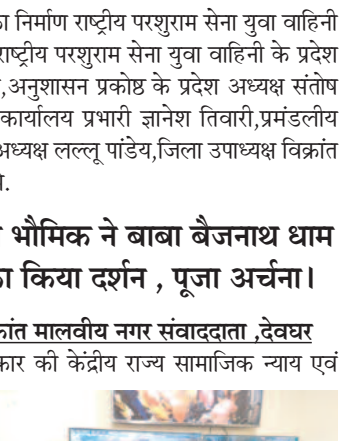 निर्माण राष्ट्रीय परशुराम सेना युवा वाहिनी
राष्ट्रीय परशुराम सेना युवा वाहिनी के प्रदेश
,अनुशासन प्रकोष्ठ के प्रदेश अध्यक्ष संतोष
कार्यालय प्रभारी ज्ञानेश तिवारी,प्रमंडलीय
अध्यक्ष लल्लू पांडेय,जिला उपाध्यक्ष विक्रांत
भौमिक ने बाबा बैजनाथ धाम
किया दर्शन , पूजा अर्चना।
मालवीय नगर संवाददाता ,देवघर
की केंद्रीय राज्य सामाजिक न्याय एवं